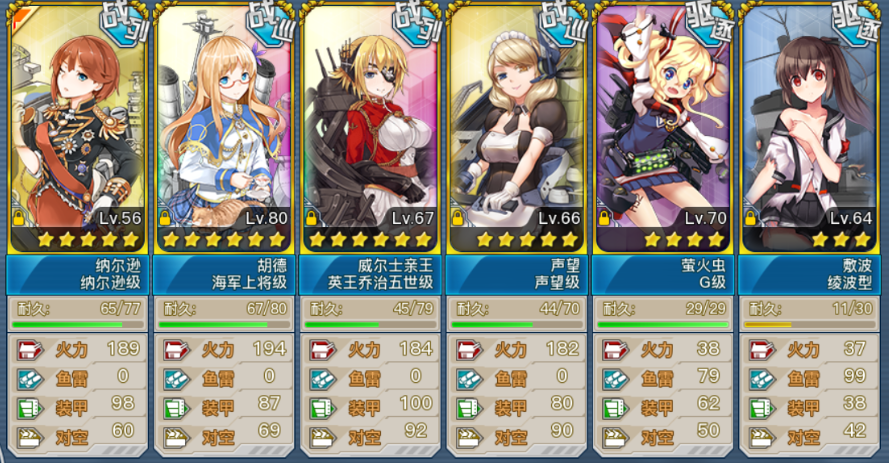 战列
战巡
战列
战巡
驱逐
驱逐
Lv.56
Lv.80
Lv.67
Lv.66
Lv.70
Lv.64
纳尔逊
纳尔逊级
胡德
海军上将级
威尔士亲王
英王乔治五世级
声望
声望级
萤火虫
G级
敷波
绫波型
耐久: 65/77
耐久: 67/80
耐久: 45/79
耐久: 44/70
耐久: 29/29
耐久: 11/30
火力 189
火力 194
火力 184
火力 182
火力 38
火力 37
鱼雷 0
鱼雷 0
鱼雷 0
鱼雷 0
鱼雷 79
鱼雷 99
装甲 98
装甲 87
装甲 100
装甲 80
装甲 62
装甲 38
对空 60
对空 69
对空 92
对空 90
对空 50
对空 42